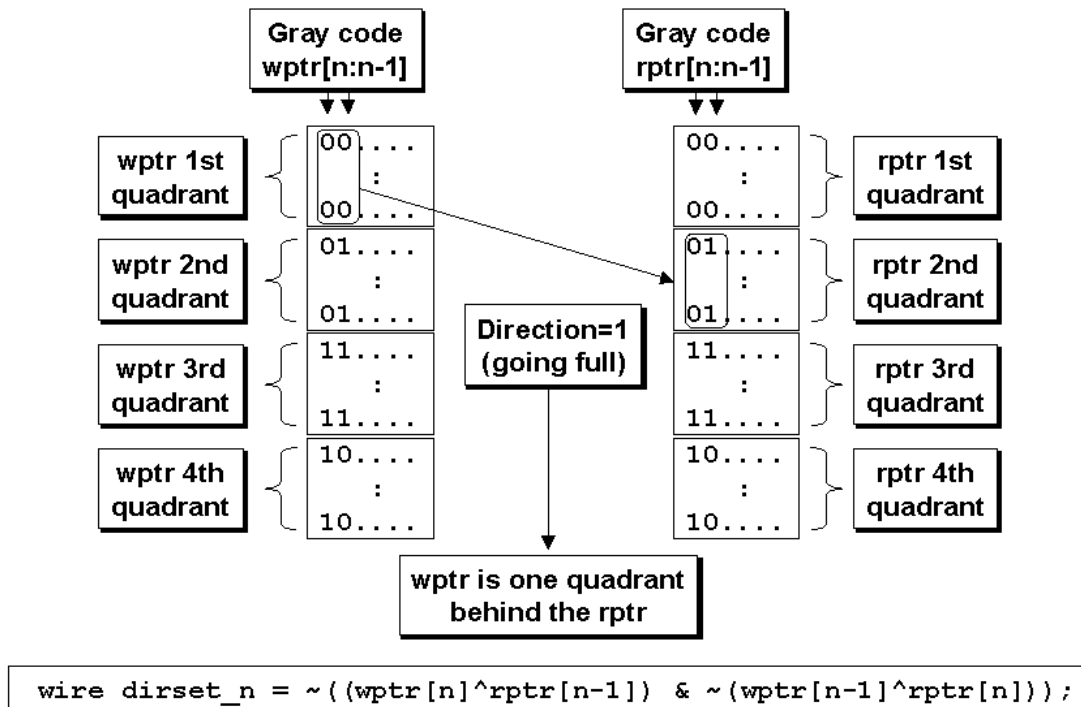 Gray code
wptr[n:n-1]
Gray code
rptr[n:n-1]
wptr 1st
quadrant
00....
:
00....
00....
:
00....
rptr 1st
quadrant
wptr 2nd
quadrant
01....
:
01....
01....
:
01....
rptr 2nd
quadrant
Direction=1
(going full)
wptr 3rd
quadrant
11....
:
11....
11....
:
11....
rptr 3rd
quadrant
wptr 4th
quadrant
10....
:
10....
10....
:
10....
rptr 4th
quadrant
wptr is one quadrant
behind the rptr
wire dirset_n = ~((wptr[n]^rptr[n-1]) & ~(wptr[n-1]^rptr[n]));